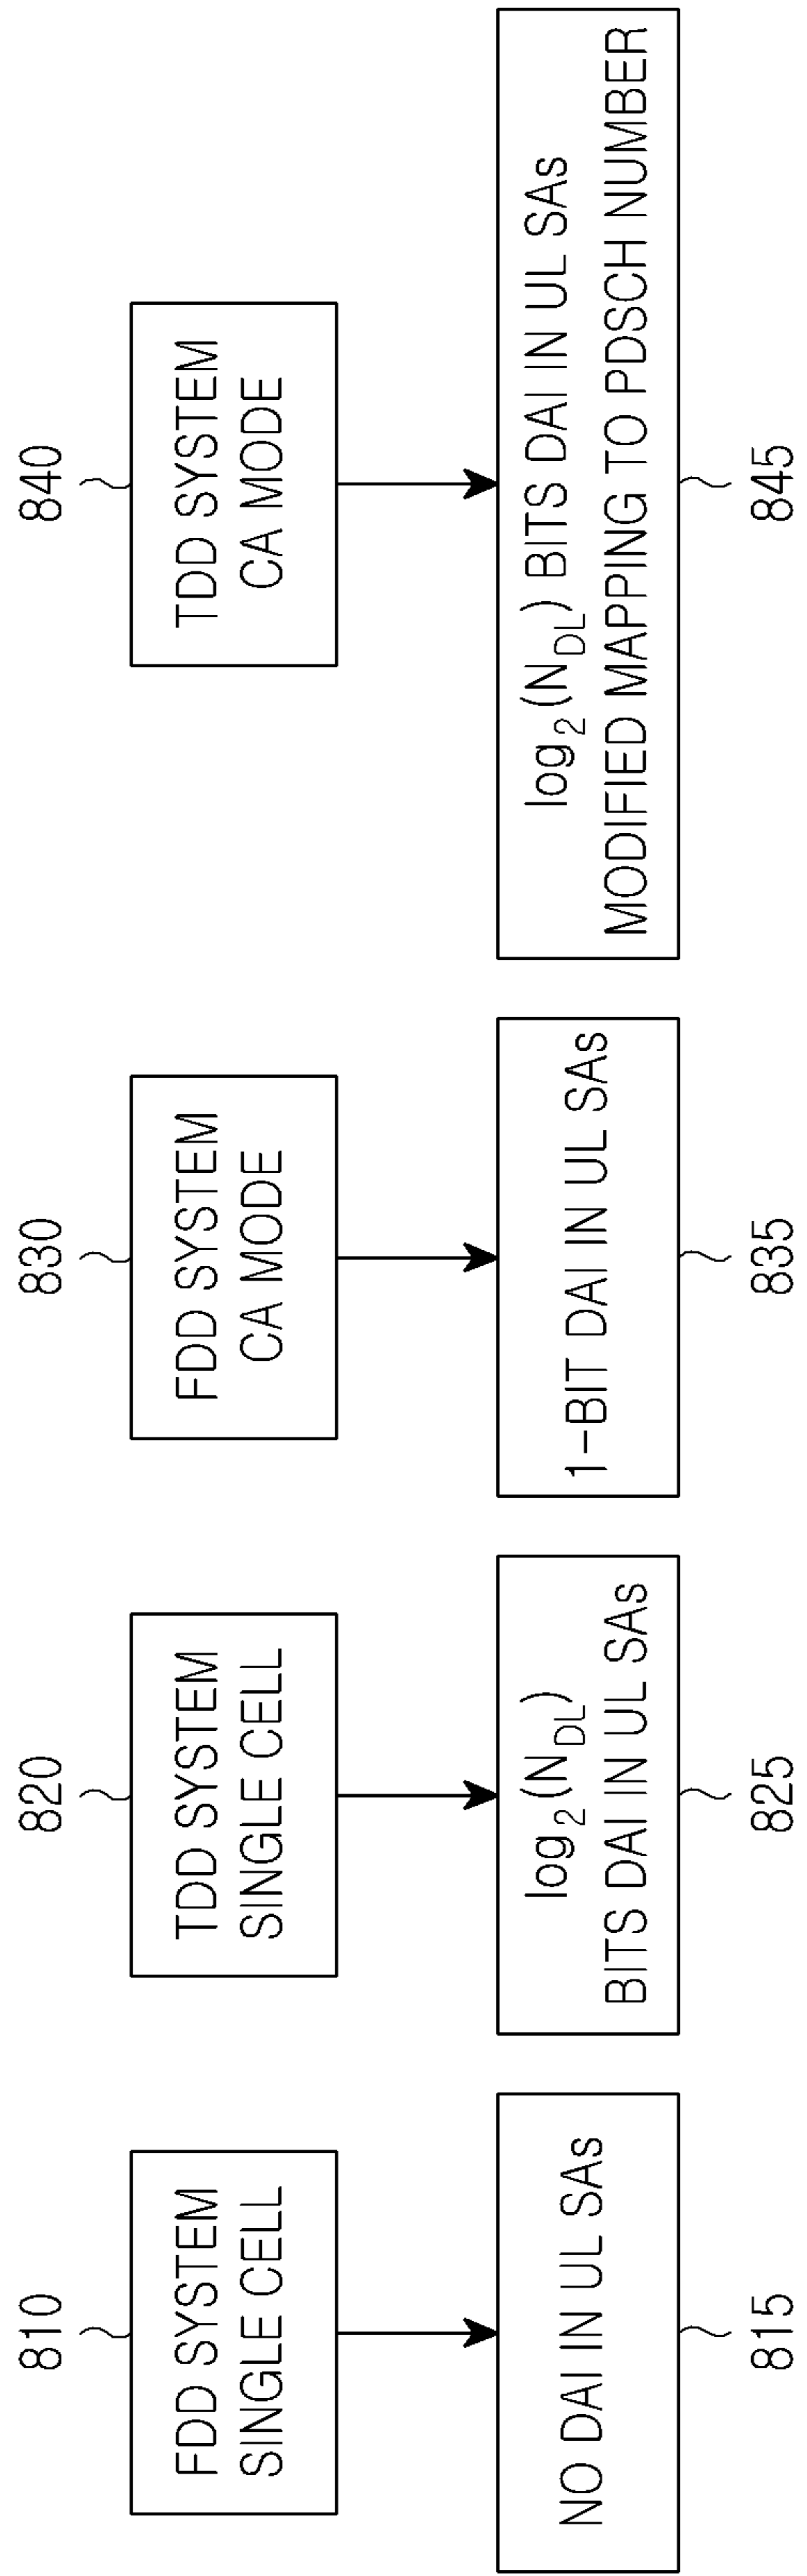 810
FDD SYSTEM
SINGLE CELL
NO DAI IN UL SAs
815
820
TDD SYSTEM
SINGLE CELL
log₂ (N_DL)
BITS DAI IN UL SAs
825
830
FDD SYSTEM
CA MODE
1-BIT DAI IN UL SAs
835
840
TDD SYSTEM
CA MODE
log₂ (N_DL) BITS DAI IN UL SAs
MODIFIED MAPPING TO PDSCH NUMBER
845